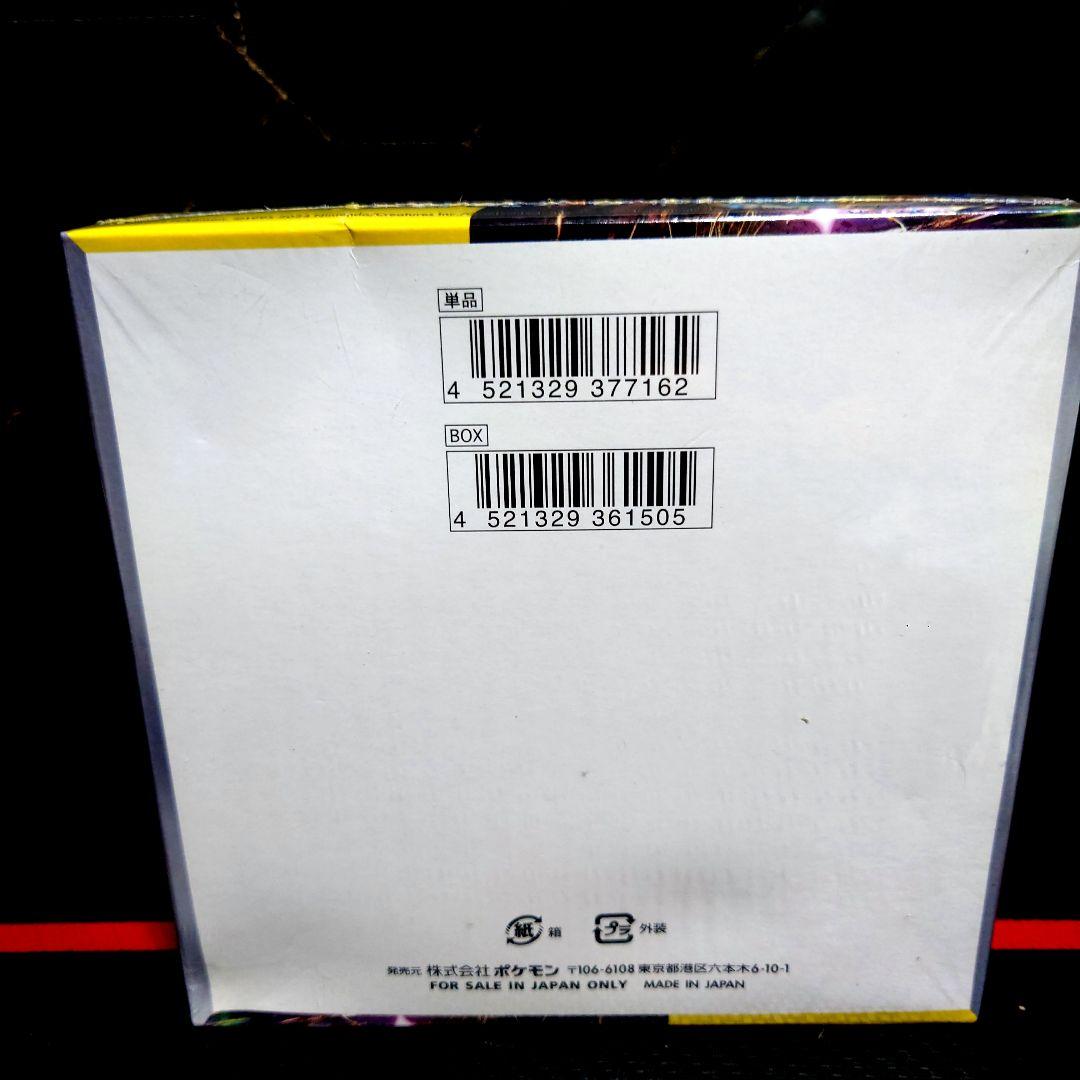 単品
4 521329 377162
BOX
4 521329 361505
紙 箱 プラ 外装
発売元 株式会社 ポケモン 〒106-6108 東京都港区六本木6-10-1
FOR SALE IN JAPAN ONLY MADE IN JAPAN